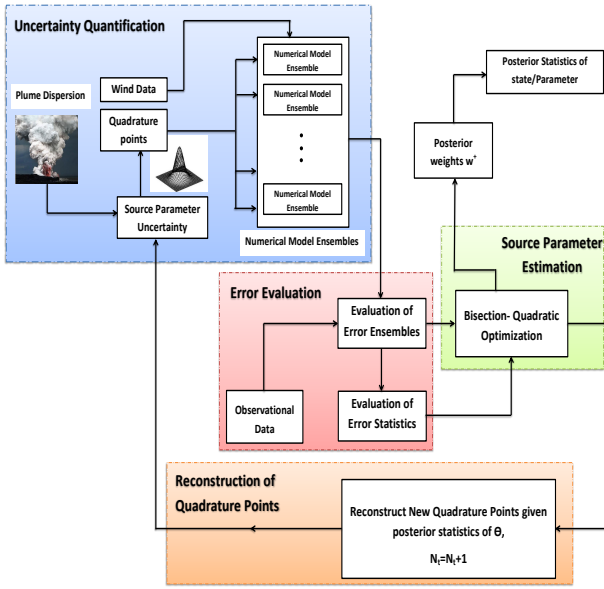 Uncertainty Quantification
Plume Dispersion
Wind Data
Quadrature
points
Source Parameter
Uncertainty
Numerical Model
Ensemble
Numerical Model
Ensemble
Numerical Model
Ensemble
Numerical Model Ensembles
Posterior Statistics of
state/Parameter
Posterior
weights w⁺
Source Parameter
Estimation
Bisection- Quadratic
Optimization
Error Evaluation
Evaluation of
Error Ensembles
Observational
Data
Evaluation of
Error Statistics
Reconstruction of
Quadrature Points
Reconstruct New Quadrature Points given
posterior statistics of Θ,
Nₜ=Nₜ+1